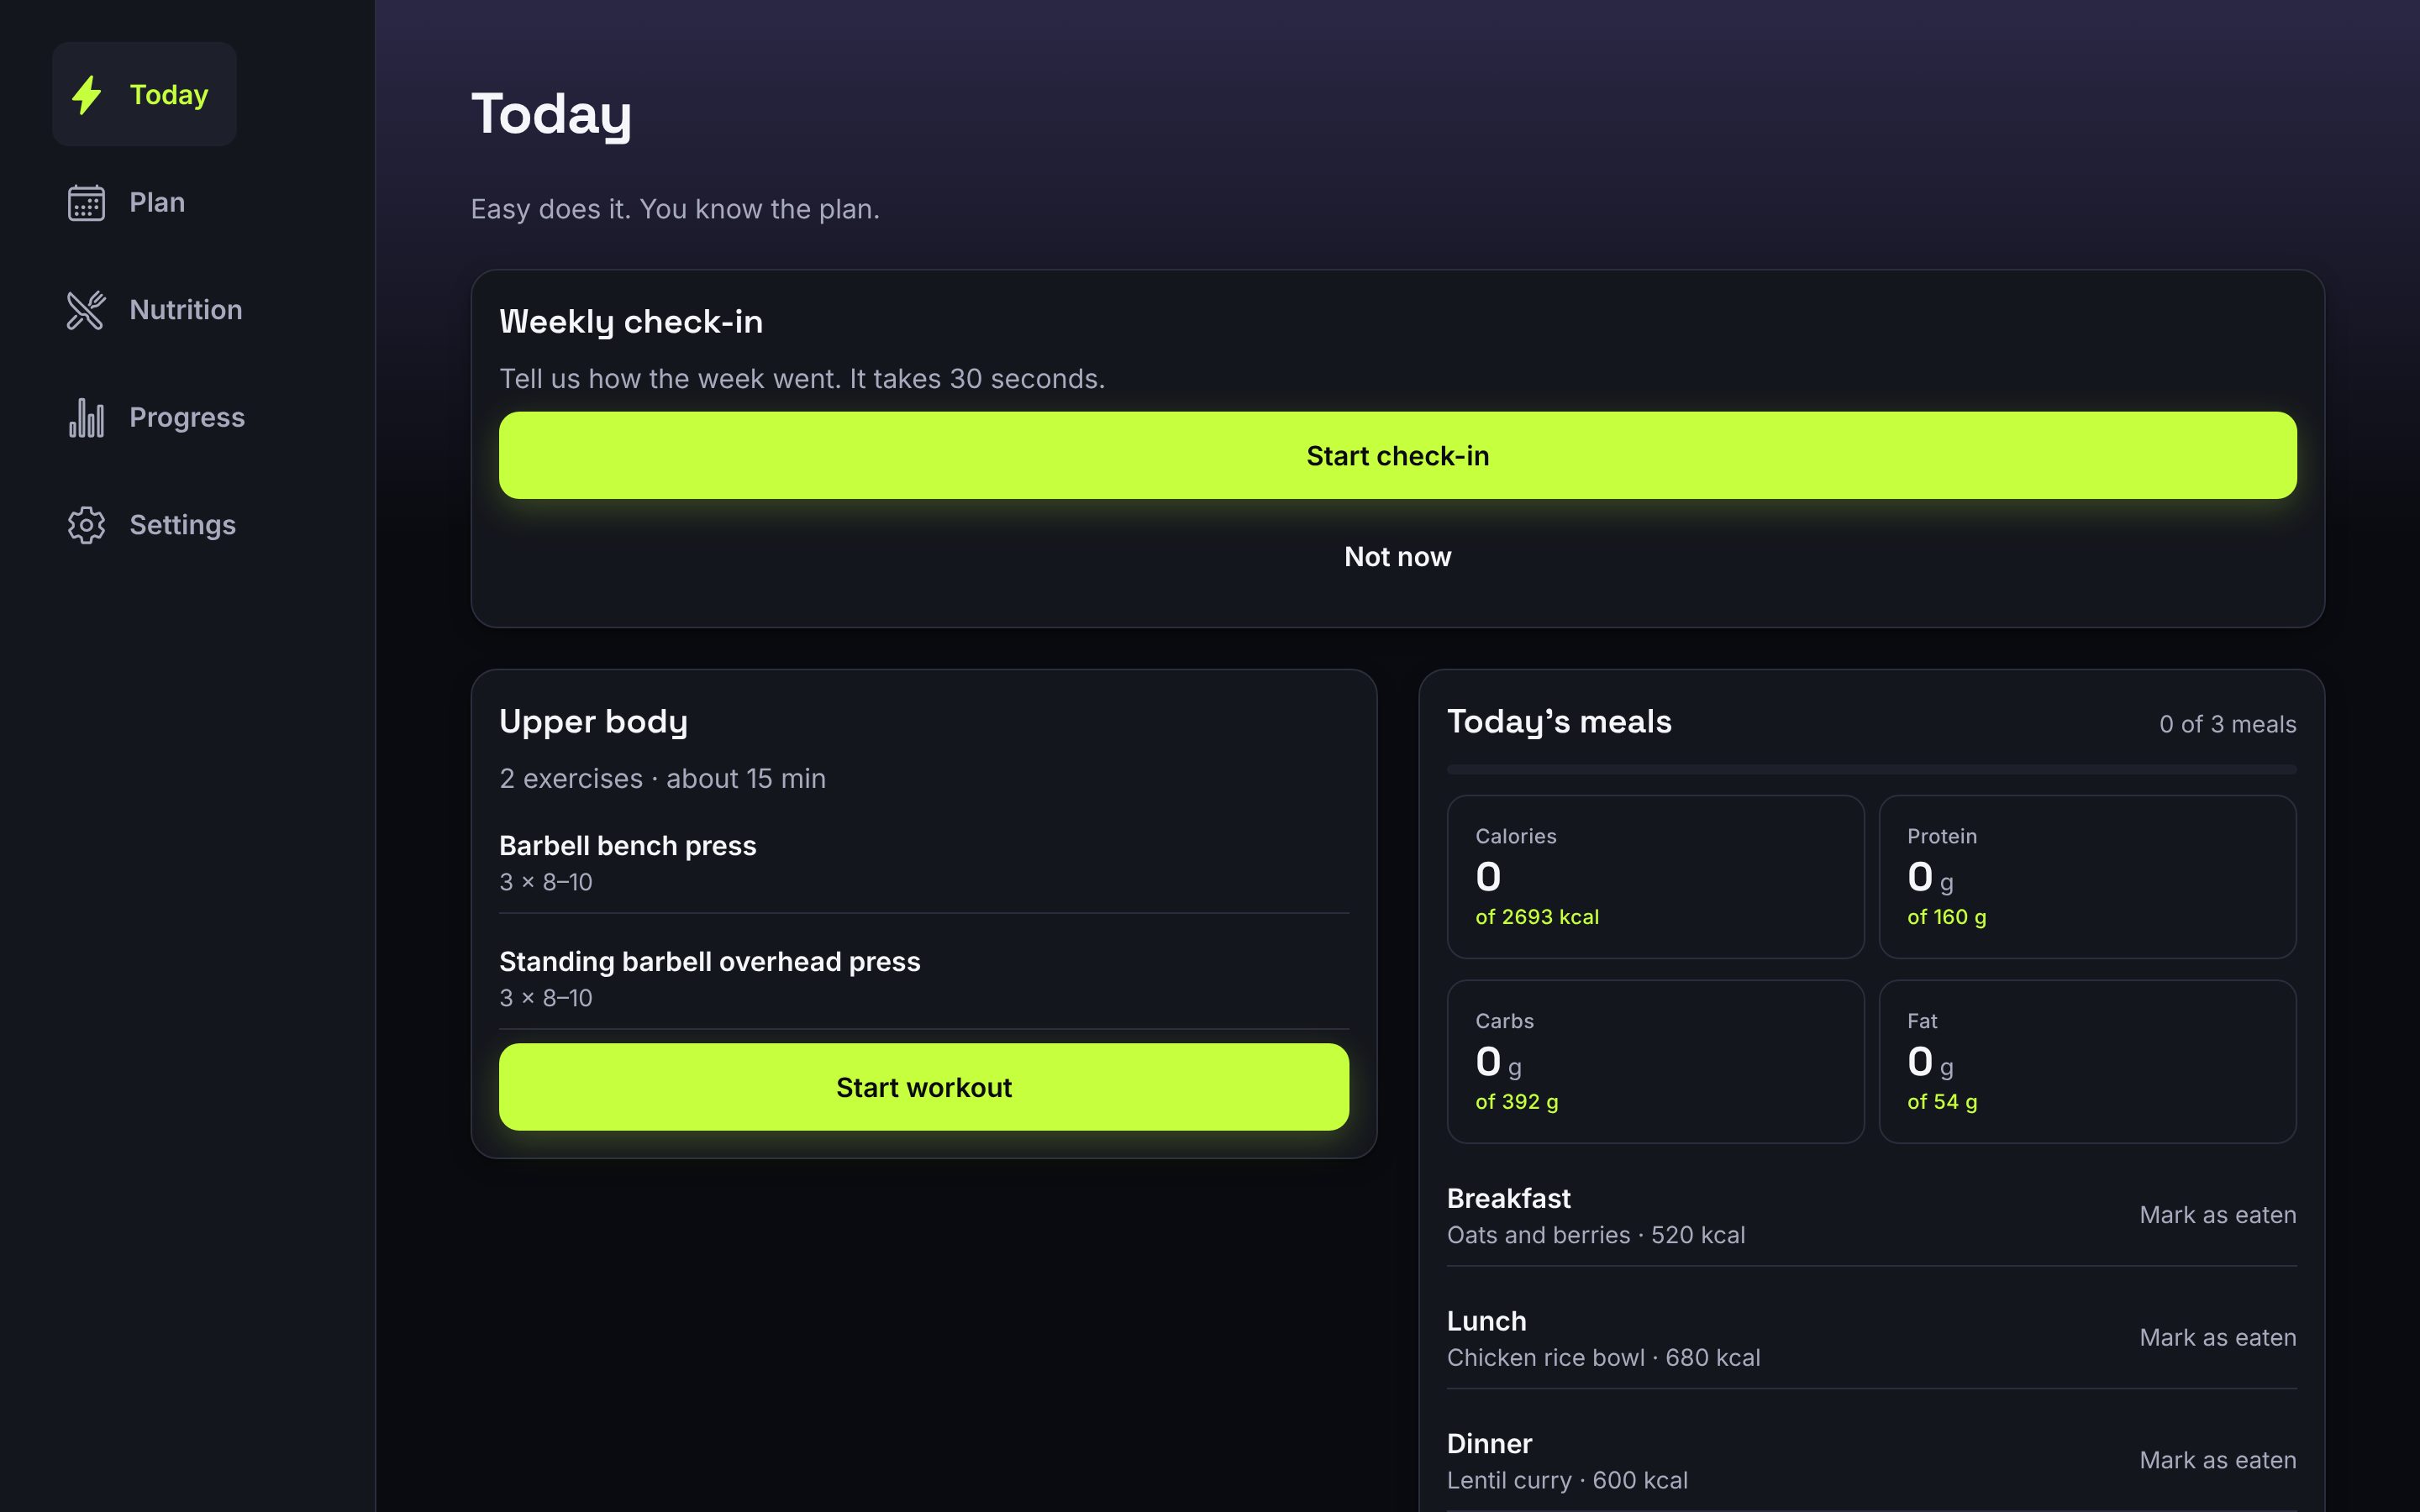 Today
Plan
Nutrition
Progress
Settings
Today
Easy does it. You know the plan.
Weekly check-in
Tell us how the week went. It takes 30 seconds.
Start check-in
Not now
Upper body
2 exercises · about 15 min
Barbell bench press
3 × 8–10
Standing barbell overhead press
3 × 8–10
Start workout
Today’s meals
0 of 3 meals
Calories
0
of 2693 kcal
Protein
0 g
of 160 g
Carbs
0 g
of 392 g
Fat
0 g
of 54 g
Breakfast
Oats and berries · 520 kcal
Mark as eaten
Lunch
Chicken rice bowl · 680 kcal
Mark as eaten
Dinner
Lentil curry · 600 kcal
Mark as eaten